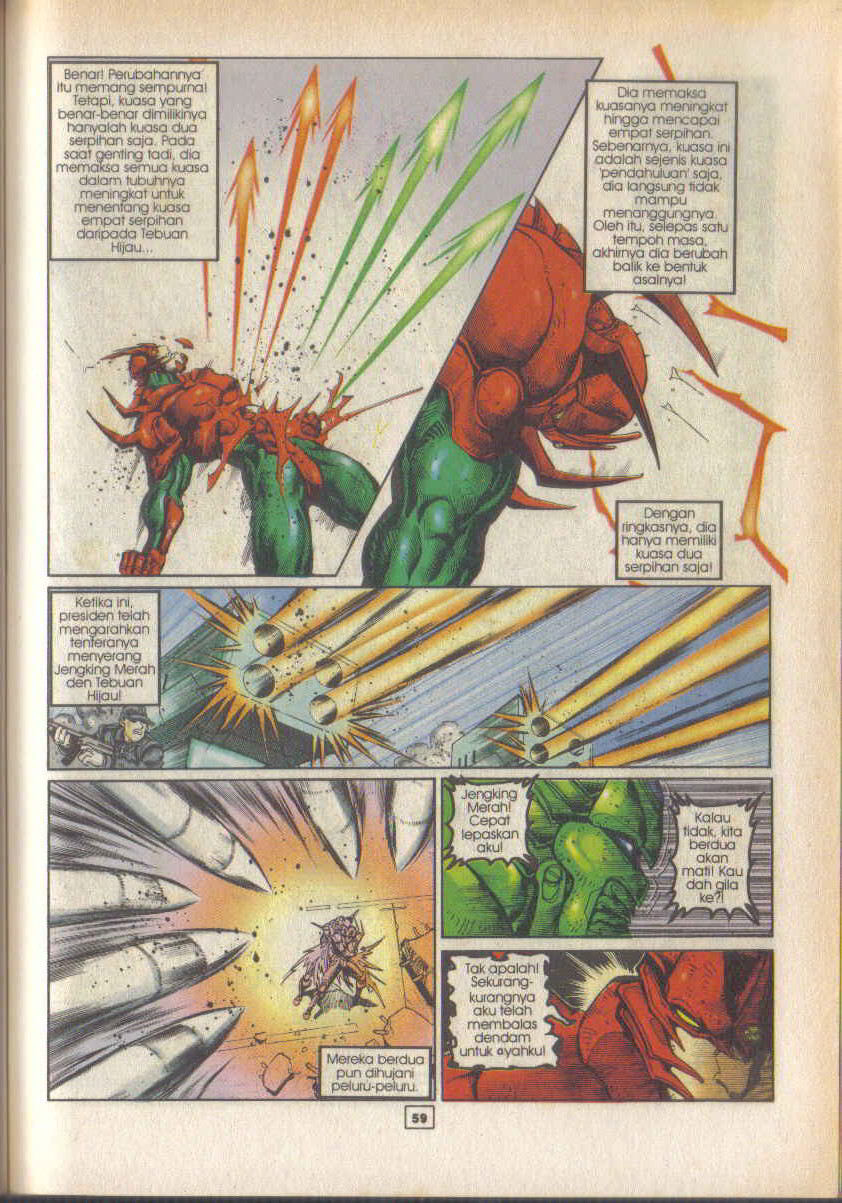 Benar! Perubahannya
itu memang sempurna!
Tetapi, kuasa yang
benar-benar dimilikinya
hanyalah kuasa dua
serpihan saja. Pada
saat genting tadi, dia
memaksa semua kuasa
dalam tubuhnya
meningkat untuk
menentang kuasa
empat serpihan
daripada Tebuan
Hijau...
Dia memaksa
kuasanya meningkat
hingga mencapai
empat serpihan.
Sebenarnya, kuasa ini
adalah sejenis kuasa
'pendahuluan' saja,
dia langsung tidak
mampu
menanggungnya.
Oleh itu, selepas satu
tempoh masa,
akhirnya dia berubah
balik ke bentuk
asalnya!
Dengan
ringkasnya, dia
hanya memiliki
kuasa dua
serpihan saja!
Ketika ini,
presiden telah
mengarahkan
tenteranya
menyerang
Jengking Merah
den Tebuan
Hijau!
Mereka berdua
pun dihujani
peluru-peluru.
Jengking
Merah!
Cepat
lepaskan
aku!
Kalau
tidak, kita
berdua
akan
mati! Kau
dah gila
ke?!
Tak apalah!
Sekurang-
kurangnya
aku telah
membalas
dendam
untuk ayahku!
59